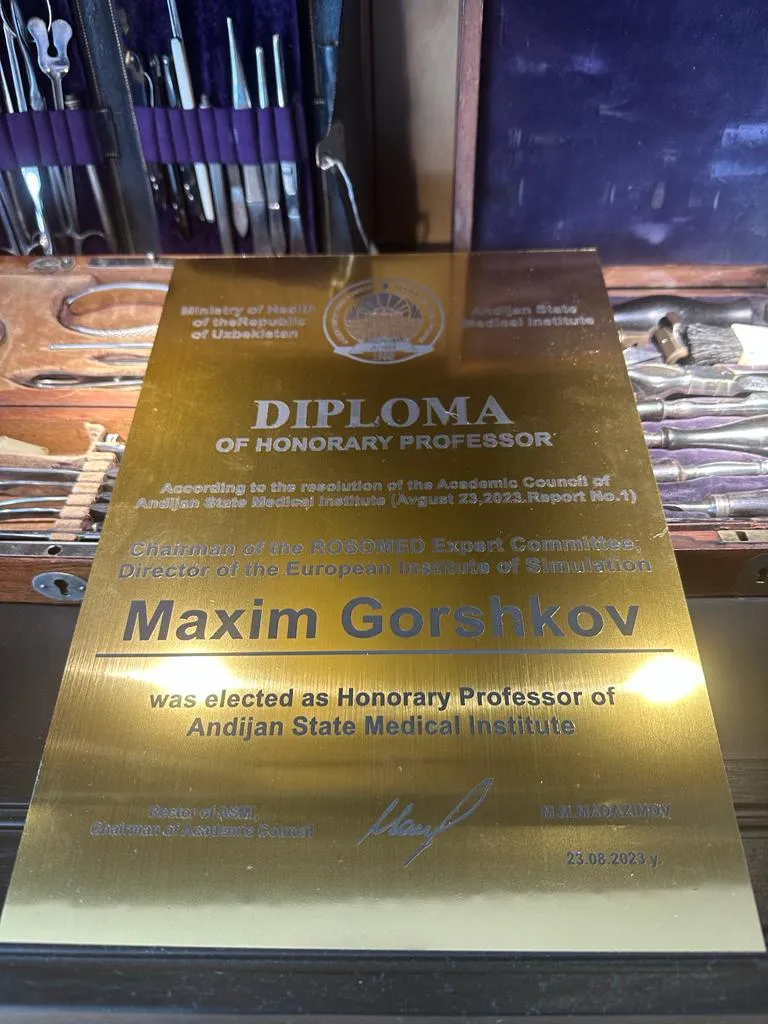 Ministry of Health
of theRepublic
of Uzbekistan
Andijan State
Medical Institute
DIPLOMA
OF HONORARY PROFESSOR
According to the resolution of the Academic Council of
Andijan State Medical Institute (Avgust 23,2023.Report No.1)
Chairman of the ROSOMED Expert Committee,
Director of the European Institute of Simulation
Maxim Gorshkov
was elected as Honorary Professor of
Andijan State Medical Institute
Rector of ASMI,
Chairman of Academic Council
M.M.MADAZIMOV
23.08.2023 y.